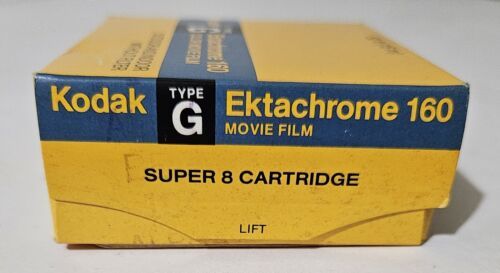 Kodak TYPE G Ektachrome 160
MOVIE FILM
SUPER 8 CARTRIDGE
LIFT